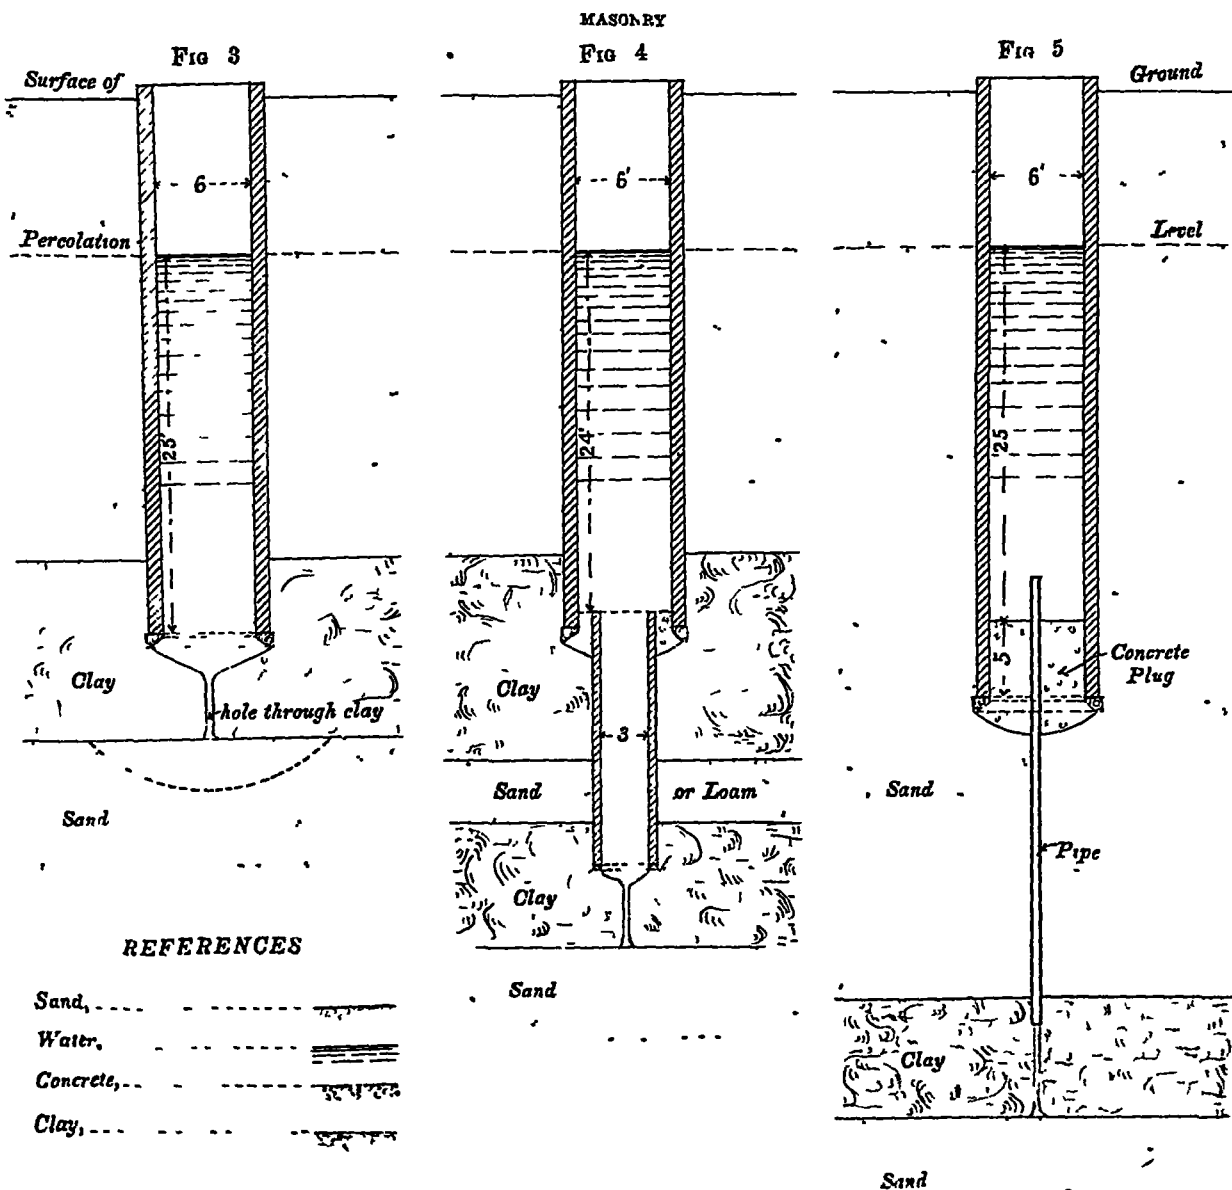 MASONRY
FIG 3
FIG 4
FIG 5
Surface of
Ground
6
6'
6'
Percolation
Level
25'
24'
25
Clay
hole through clay
Sand
Clay
3
Sand or Loam
Clay
Sand
5
Concrete
Plug
Sand
Pipe
Clay
Sand
REFERENCES
Sand,
Water,
Concrete,
Clay,